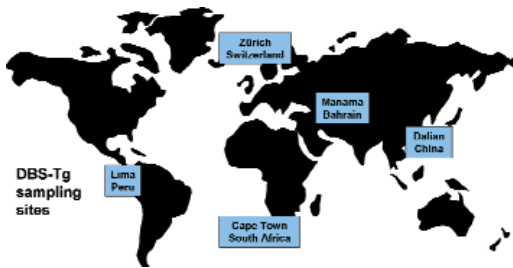 Zürich
Switzerland
Manama
Bahrain
Dalian
China
DBS-Tg
sampling
sites
Lima
Peru
Cape Town
South Africa